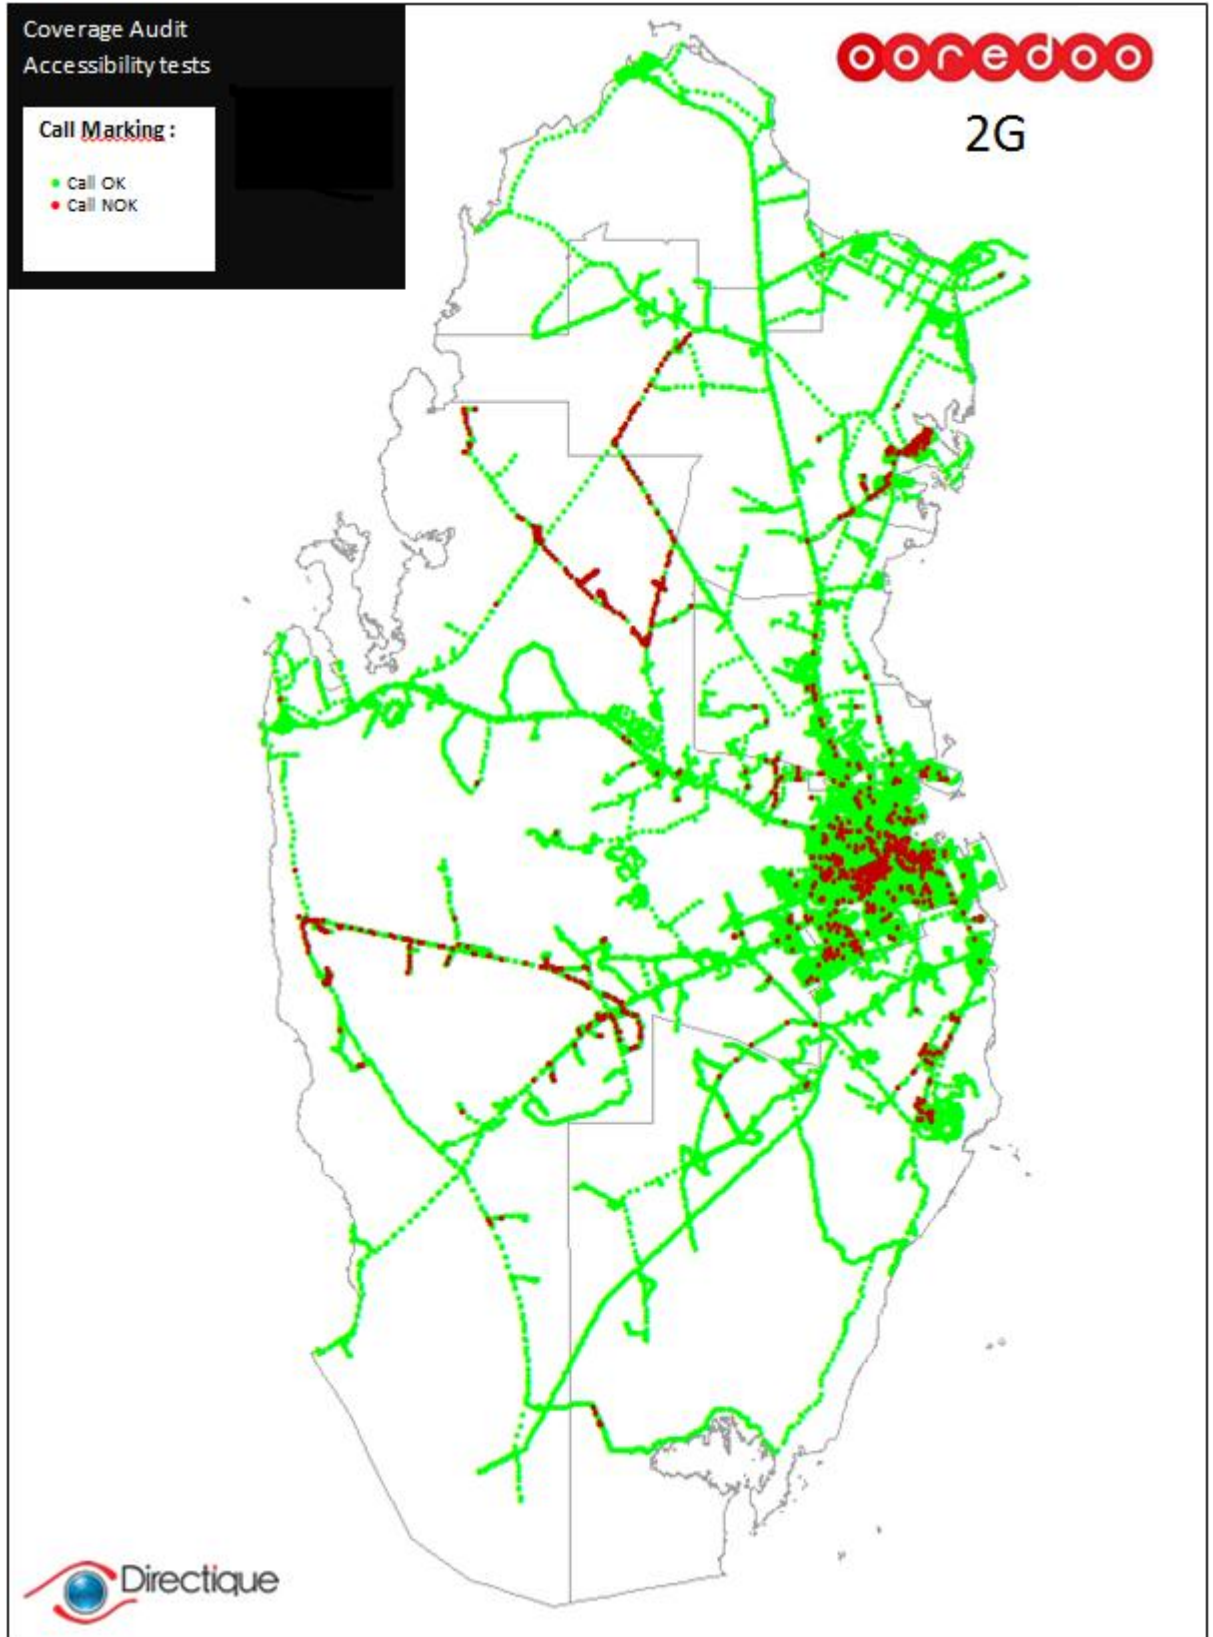 Coverage Audit
Accessibility tests
Call Marking :
Call OK
Call NOK
ooredoo
2G
Directique